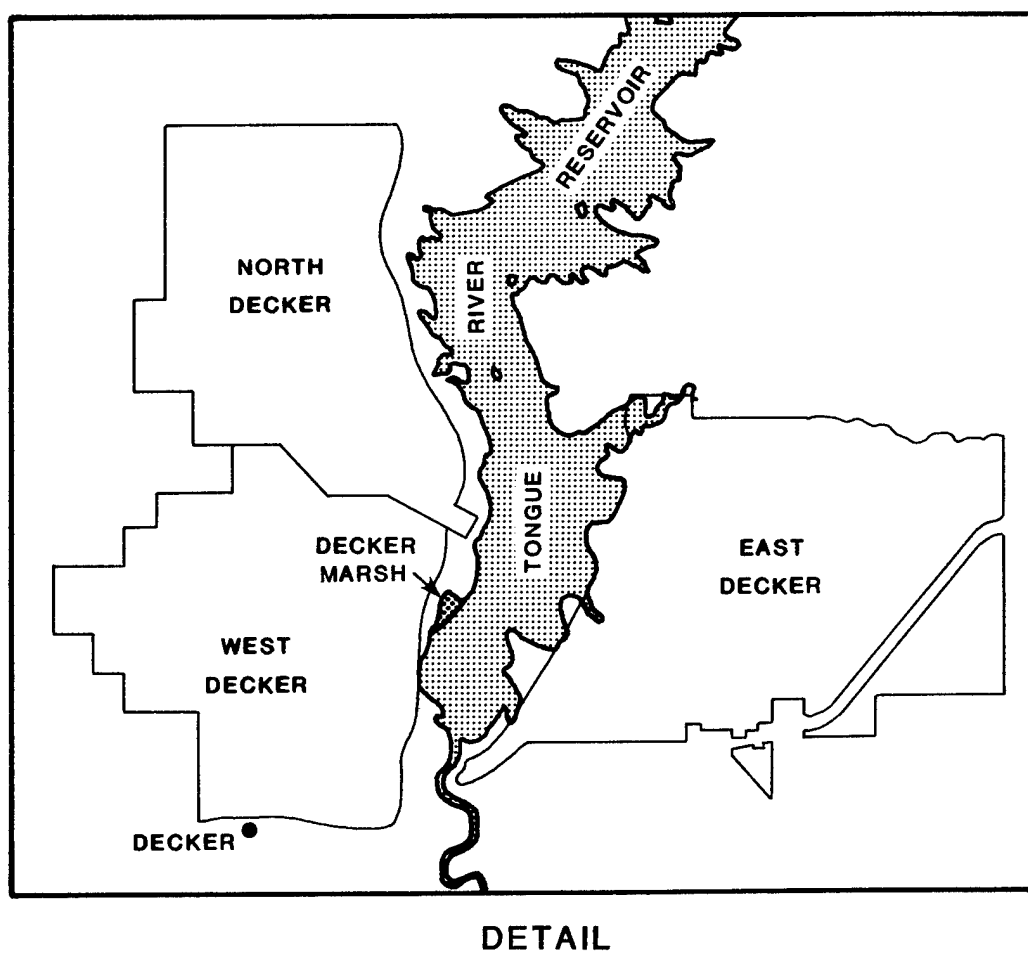 RESERVOIR
RIVER
TONGUE
NORTH
DECKER
DECKER
MARSH
EAST
DECKER
WEST
DECKER
DECKER
DETAIL